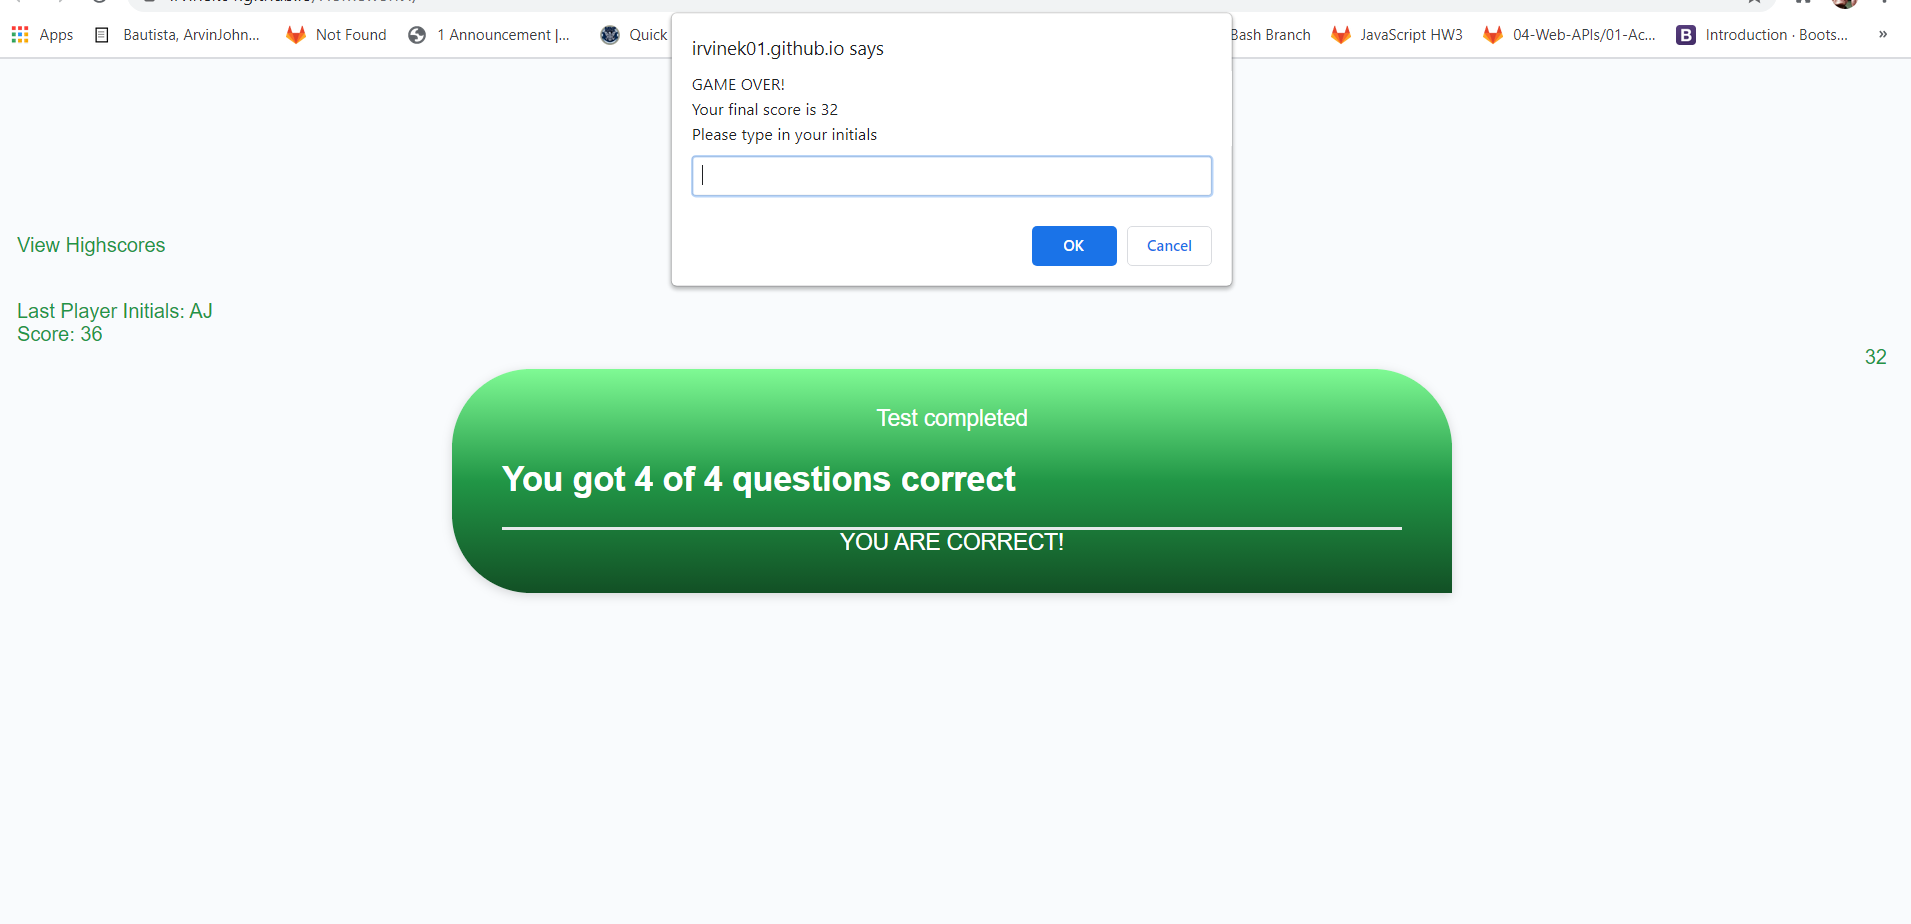 Apps
Bautista, ArvinJohn...
Not Found
1 Announcement |...
Quick
Bash Branch
JavaScript HW3
04-Web-APIs/01-Ac...
B
Introduction · Boots...
»
irvinek01.github.io says
GAME OVER!
Your final score is 32
Please type in your initials
OK
Cancel
View Highscores
Last Player Initials: AJ
Score: 36
32
Test completed
You got 4 of 4 questions correct
YOU ARE CORRECT!